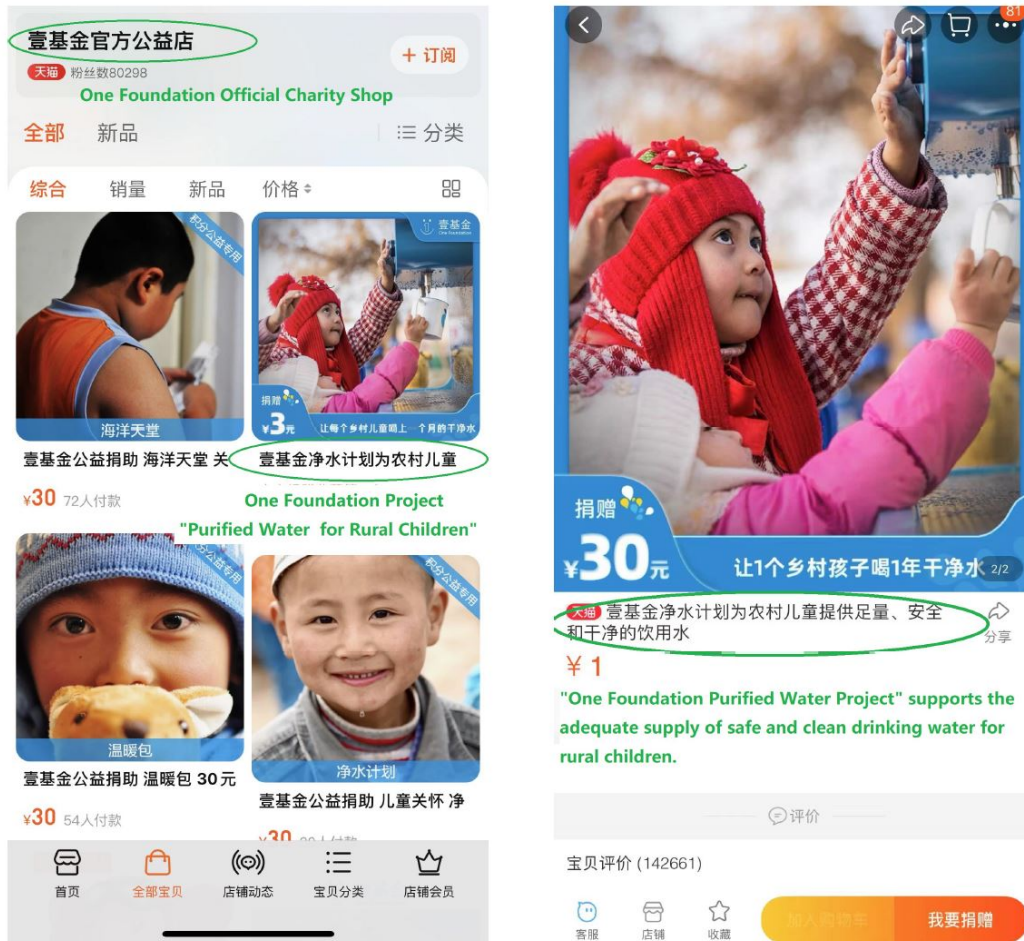 壹基金官方公益店
+ 订阅
天猫 粉丝数80298
One Foundation Official Charity Shop
全部 新品 分类
综合 销量 新品 价格
积分公益专用
海洋天堂
壹基金公益捐助 海洋天堂 关
¥30 72人付款
壹基金
One Foundation
捐赠
¥3元
让每个乡村儿童喝上一个月的干净水
壹基金净水计划为农村儿童
One Foundation Project
"Purified Water for Rural Children"
积分公益专用
温暖包
壹基金公益捐助 温暖包 30元
¥30 54人付款
积分公益专用
净水计划
壹基金公益捐助 儿童关怀 净
¥30
首页 全部宝贝 店铺动态 宝贝分类 店铺会员
81
捐赠
¥30元
让1个乡村孩子喝1年干净水
2/2
天猫 壹基金净水计划为农村儿童提供足量、安全
和干净的饮用水
分享
¥ 1
"One Foundation Purified Water Project" supports the
adequate supply of safe and clean drinking water for
rural children.
评价
宝贝评价 (142661)
客服 店铺 收藏
加入购物车 我要捐赠